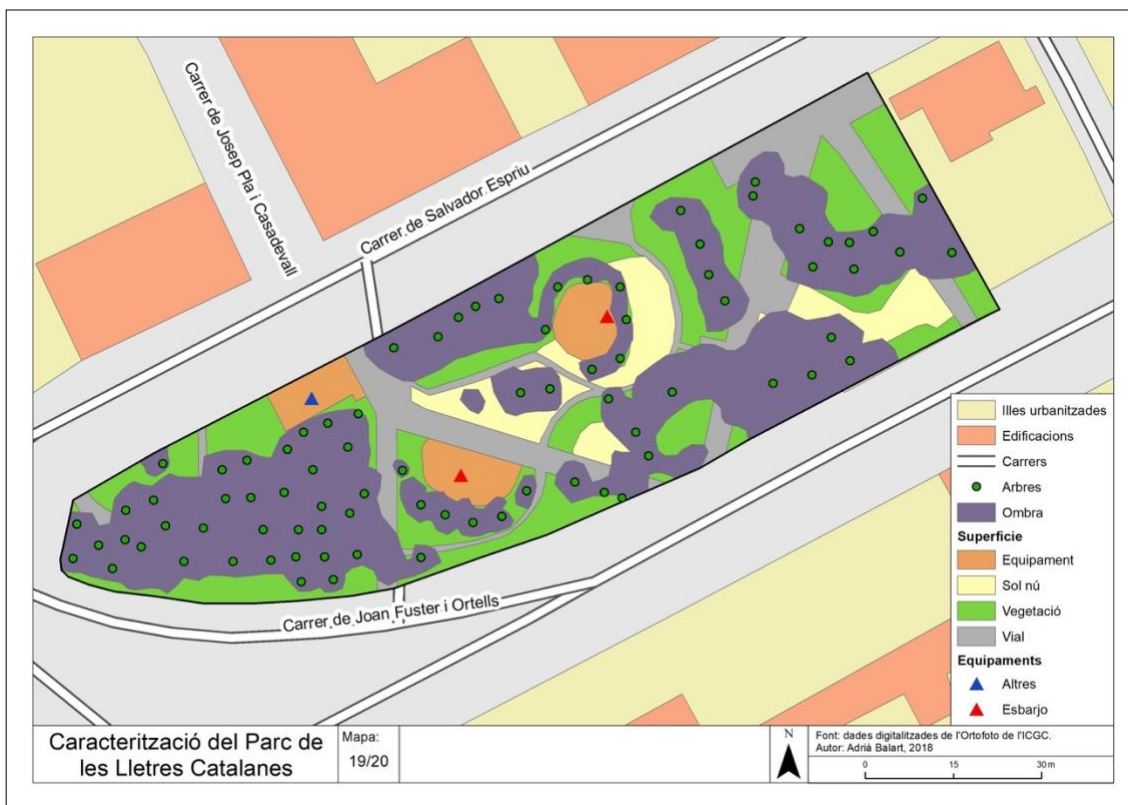 Carrer de Josep Pla i Casadevall
Carrer de Salvador Espriu
Carrer de Joan Fuster i Ortells
Illes urbanitzades
Edificacions
Carrers
Arbres
Ombra
Superfície
Equipament
Sol nú
Vegetació
Vial
Equipaments
Altres
Esbarjo
Caracterització del Parc de
les Lletres Catalanes
Mapa:
19/20
N
Font: dades digitalitzades de l'Ortofoto de l'ICGC.
Autor: Adrià Balart, 2018
0 15 30 m